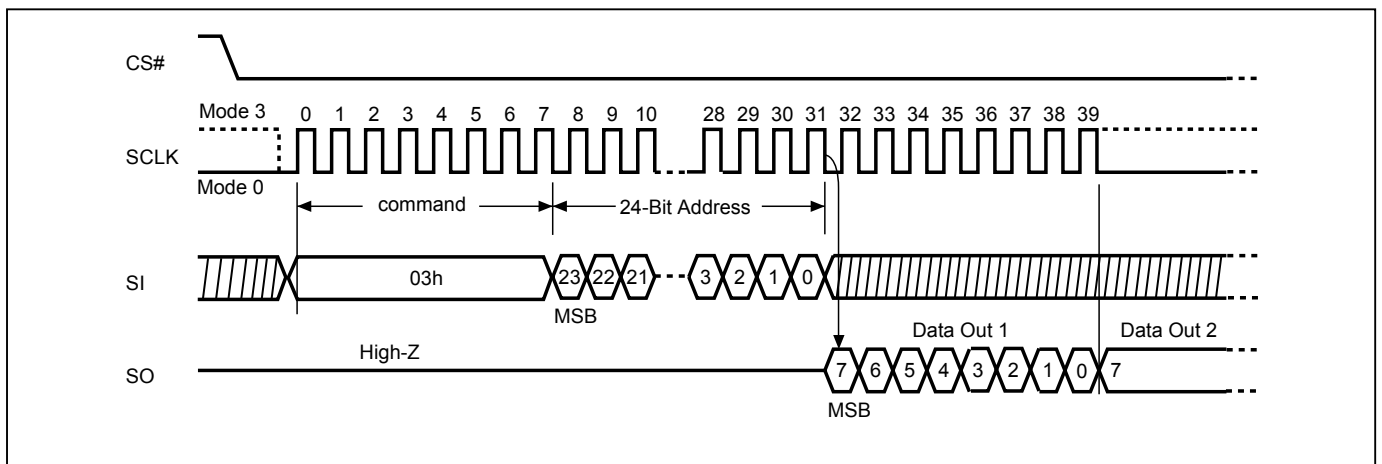 CS#
Mode 3
0 1 2 3 4 5 6 7 8 9 10 28 29 30 31 32 33 34 35 36 37 38 39
SCLK
Mode 0
command
24-Bit Address
SI
03h
23 22 21 3 2 1 0
MSB
Data Out 1
Data Out 2
High-Z
SO
7 6 5 4 3 2 1 0 7
MSB